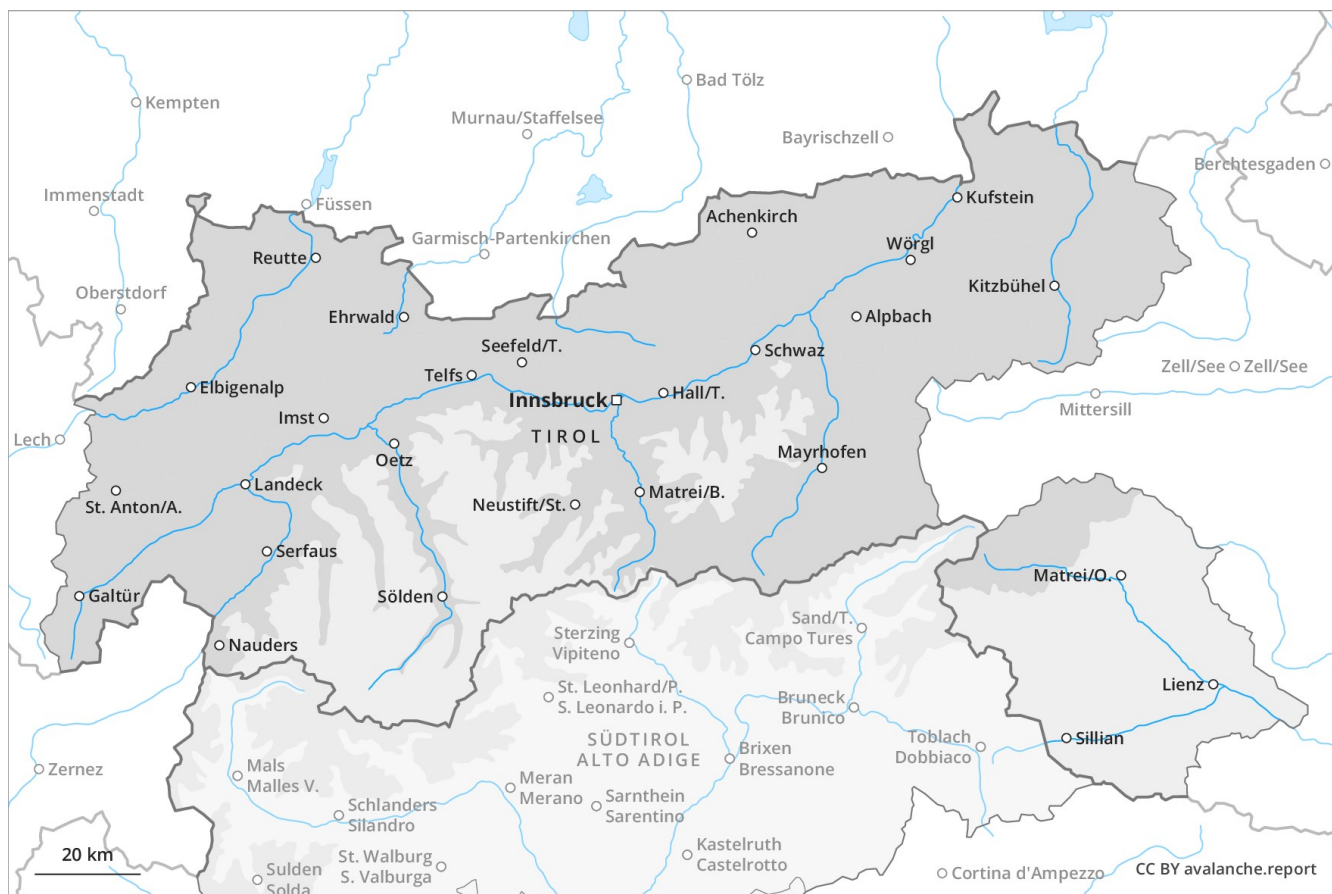 Kempten
Bad Tölz
Murnau/Staffelsee
Bayrischzell
Berchtesgaden
Immenstadt
Füssen
Kufstein
Achenkirch
Garmisch-Partenkirchen
Wörgl
Reutte
Kitzbühel
Oberstdorf
Ehrwald
Alpbach
Seefeld/T.
Schwaz
Zell/See
Zell/See
Telfs
Elbigenalp
Innsbruck
Hall/T.
Mittersill
Imst
TIROL
Lech
Oetz
Mayrhofen
Landeck
St. Anton/A.
Neustift/St.
Matrei/B.
Serfaus
Matrei/O.
Galtür
Sölden
Sand/T.
Campo Tures
Sterzing
Vipiteno
Nauders
St. Leonhard/P.
S. Leonardo i. P.
Bruneck
Brunico
Lienz
SÜDTIROL
ALTO ADIGE
Toblach
Dobbiaco
Sillian
Brixen
Bressanone
Zernez
Mals
Malles V.
Meran
Merano
Sarnthein
Sarentino
Schlanders
Silandro
Kastelruth
Castelrotto
20 km
St. Walburg
S. Valburga
Sulden
Solda
Cortina d'Ampezzo
CC BY avalanche.report